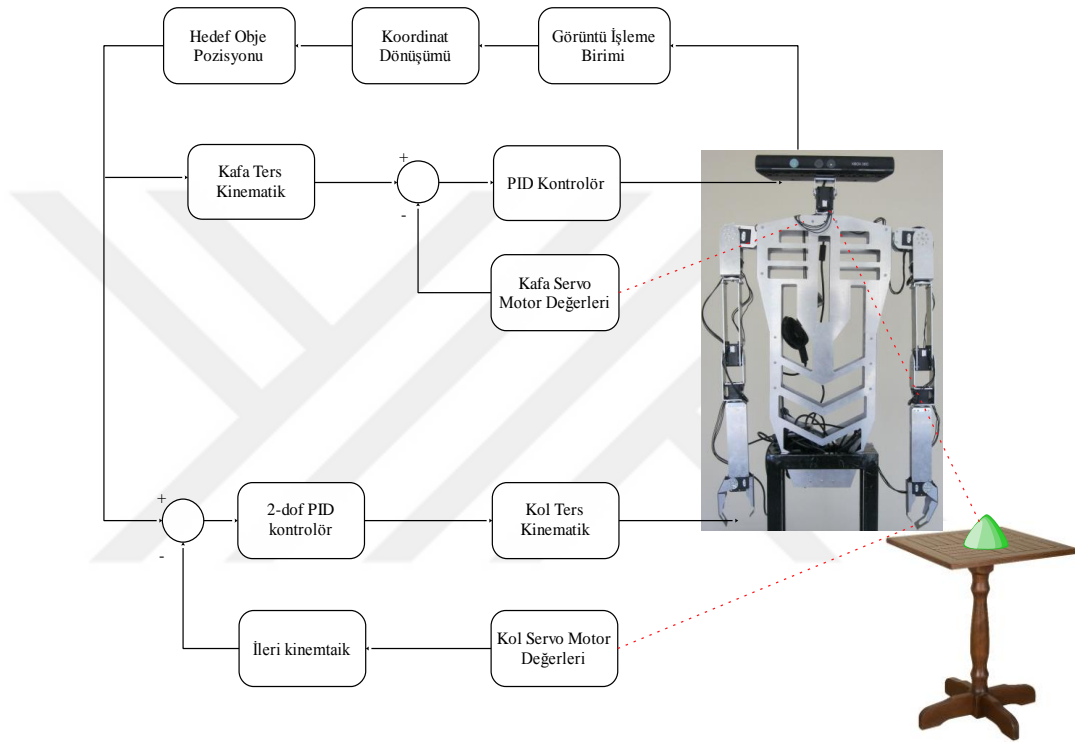 Hedef Obje
Pozisyonu
Koordinat
Dönüşümü
Görüntü İşleme
Birimi
Kafa Ters
Kinematik
+
-
PID Kontrolör
Kafa Servo
Motor Değerleri
+
-
2-dof PID
kontrolör
Kol Ters
Kinematik
İleri kinemtaik
Kol Servo Motor
Değerleri